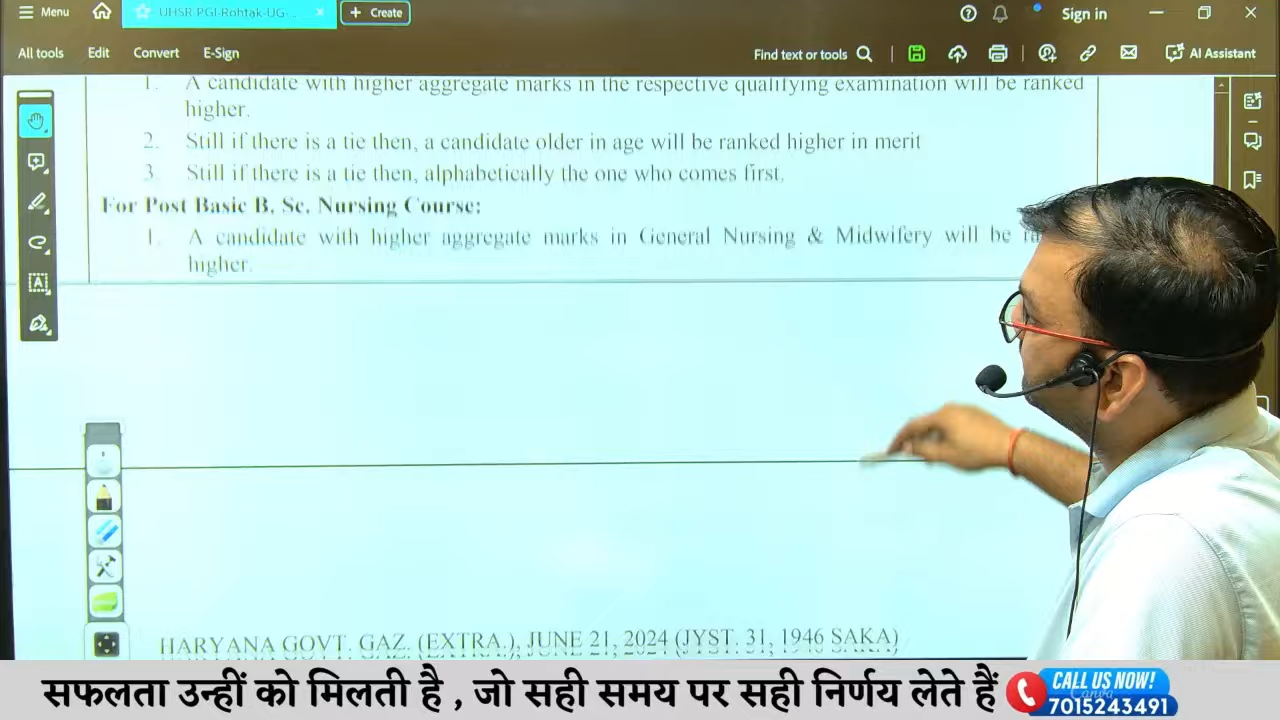 Menu
UHSR-PGI-Rohtak-UG-...
Create
Sign in
All tools Edit Convert E-Sign Find text or tools AI Assistant
1. A candidate with higher aggregate marks in the respective qualifying examination will be ranked
higher.
2. Still if there is a tie then, a candidate older in age will be ranked higher in merit
3. Still if there is a tie then, alphabetically the one who comes first.
For Post Basic B. Sc. Nursing Course:
1. A candidate with higher aggregate marks in General Nursing & Midwifery will be
higher.
HARYANA GOVT. GAZ. (EXTRA.), JUNE 21, 2024 (JYST. 31, 1946 SAKA)
सफलता उन्हीं को मिलती है , जो सही समय पर सही निर्णय लेते हैं
CALL US NOW!
Canva
7015243491